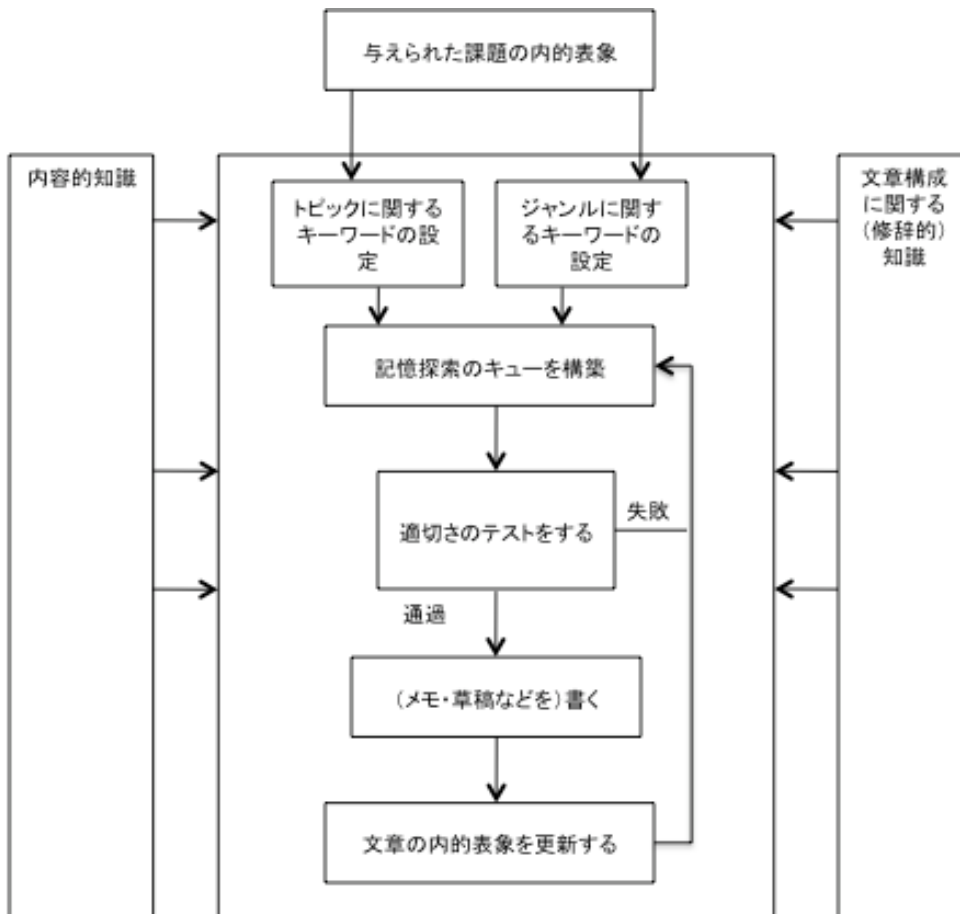 与えられた課題の内的表象
内容的知識
トピックに関する
キーワードの設
定
ジャンルに関す
るキーワードの
設定
文章構成
に関する
(修辞的)
知識
記憶探索のキューを構築
適切さのテストをする
失敗
通過
(メモ・草稿などを)書く
文章の内的表象を更新する